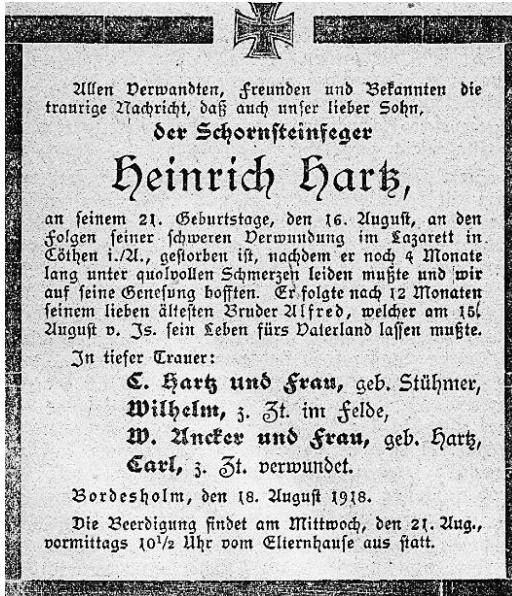 Allen Verwandten, Freunden und Bekannten die
traurige Nachricht, daß auch unser lieber Sohn,
der Schornsteinfeger
Heinrich Hartz,
an seinem 21. Geburtstage, den 16. August, an den
Folgen seiner schweren Verwundung im Lazarett in
Cöthen i./A., gestorben ist, nachdem er noch 4 Monate
lang unter qualvollen Schmerzen leiden mußte und wir
auf seine Genesung hofften. Er folgte nach 12 Monaten
seinem lieben ältesten Bruder Alfred, welcher am 15.
August v. Js. sein Leben fürs Vaterland lassen mußte.
In tiefer Trauer:
C. Hartz und Frau, geb. Stühmer,
Wilhelm, z. Zt. im Felde,
W. Ancker und Frau, geb. Hartz,
Carl, z. Zt. verwundet.
Bordesholm, den 18. August 1918.
Die Beerdigung findet am Mittwoch, den 21. Aug.,
vormittags 10½ Uhr vom Elternhause aus statt.